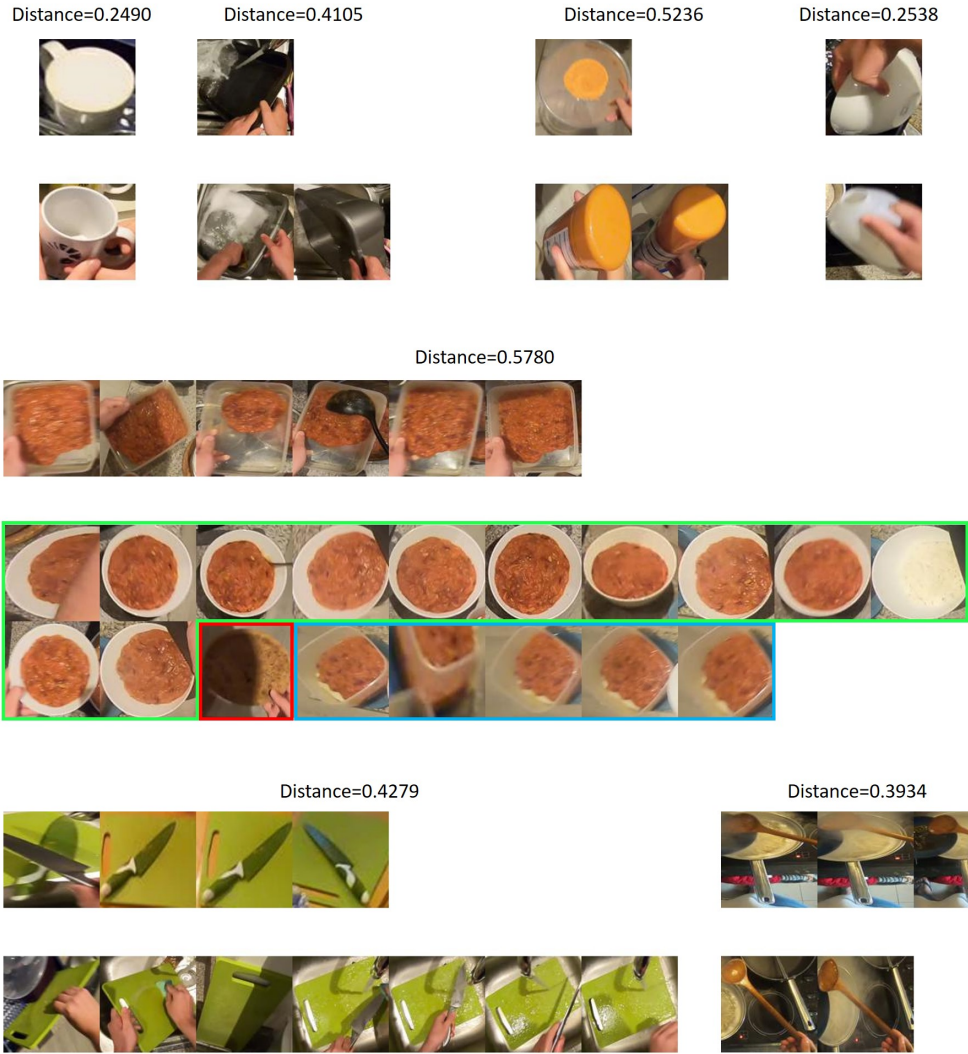 Distance=0.2490
Distance=0.4105
Distance=0.5236
Distance=0.2538
Distance=0.5780
Distance=0.4279
Distance=0.3934